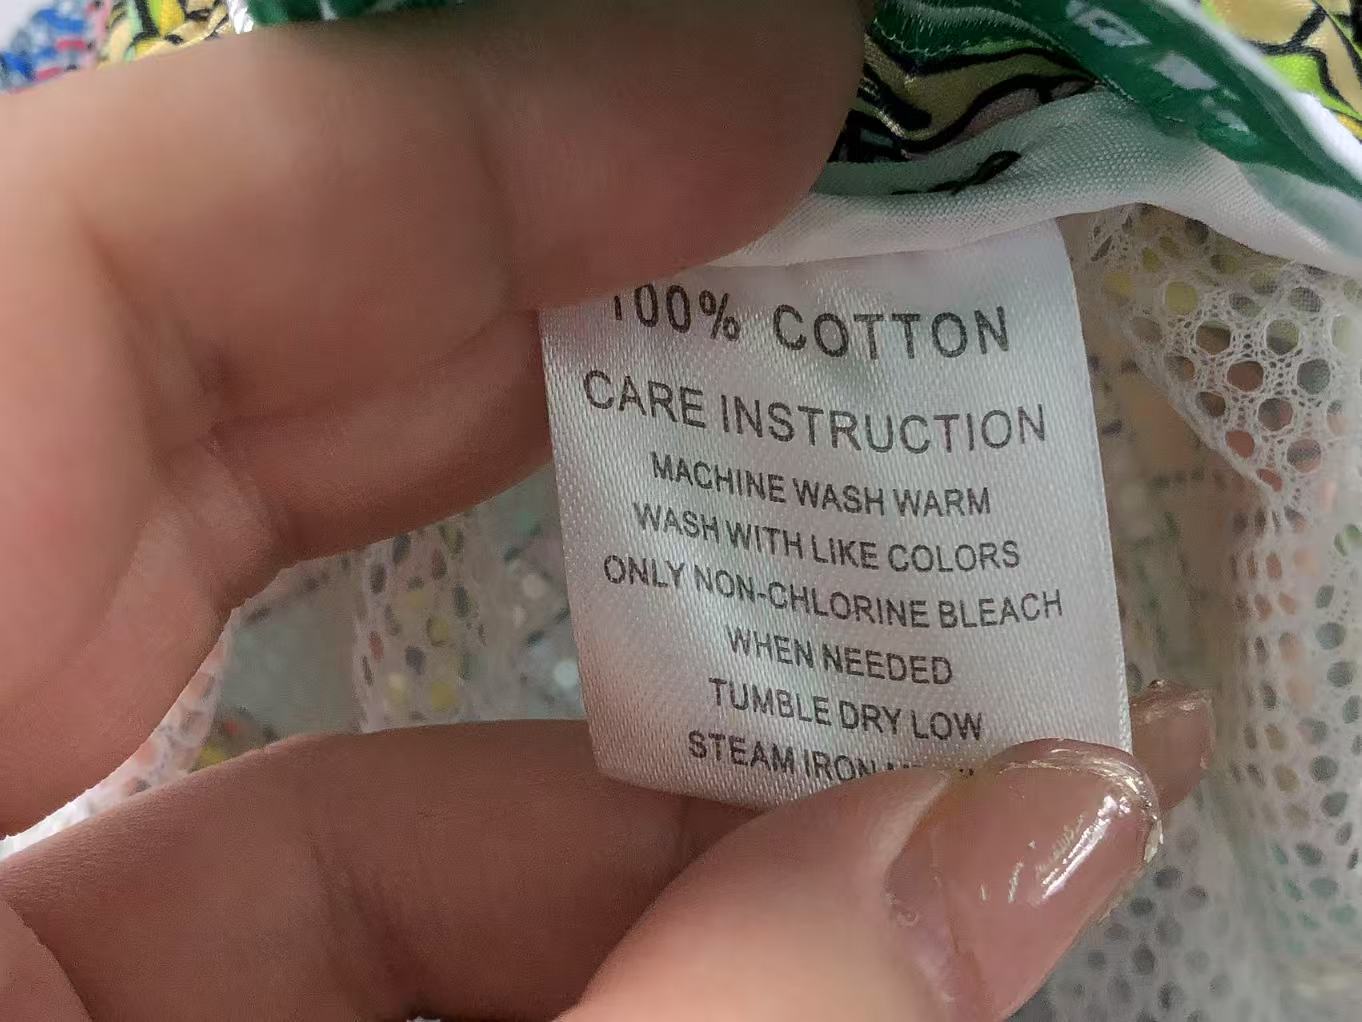 100% COTTON
CARE INSTRUCTION
MACHINE WASH WARM
WASH WITH LIKE COLORS
ONLY NON-CHLORINE BLEACH
WHEN NEEDED
TUMBLE DRY LOW
STEAM IRON